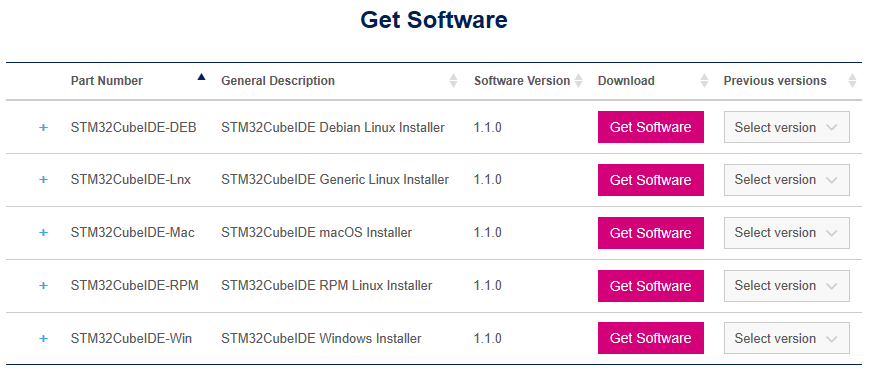 Get Software
Part Number General Description Software Version Download Previous versions
+ STM32CubeIDE-DEB STM32CubeIDE Debian Linux Installer 1.1.0 Get Software Select version
+ STM32CubeIDE-Lnx STM32CubeIDE Generic Linux Installer 1.1.0 Get Software Select version
+ STM32CubeIDE-Mac STM32CubeIDE macOS Installer 1.1.0 Get Software Select version
+ STM32CubeIDE-RPM STM32CubeIDE RPM Linux Installer 1.1.0 Get Software Select version
+ STM32CubeIDE-Win STM32CubeIDE Windows Installer 1.1.0 Get Software Select version